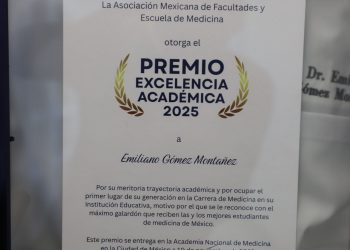 La Asociación Mexicana de Facultades y
Escuela de Medicina
otorga el
PREMIO
EXCELENCIA
ACADÉMICA
2025
a
Emiliano Gómez Montañez
Por su meritoria trayectoria académica y por ocupar el
primer lugar de su generación en la Carrera de Medicina en su
Institución Educativa, motivo por el que se le reconoce con el
máximo galardón que reciben las y los mejores estudiantes
de medicina de México.
Este premio se entrega en la Academia Nacional de Medicina
Dr. Emi
Gómez Mo